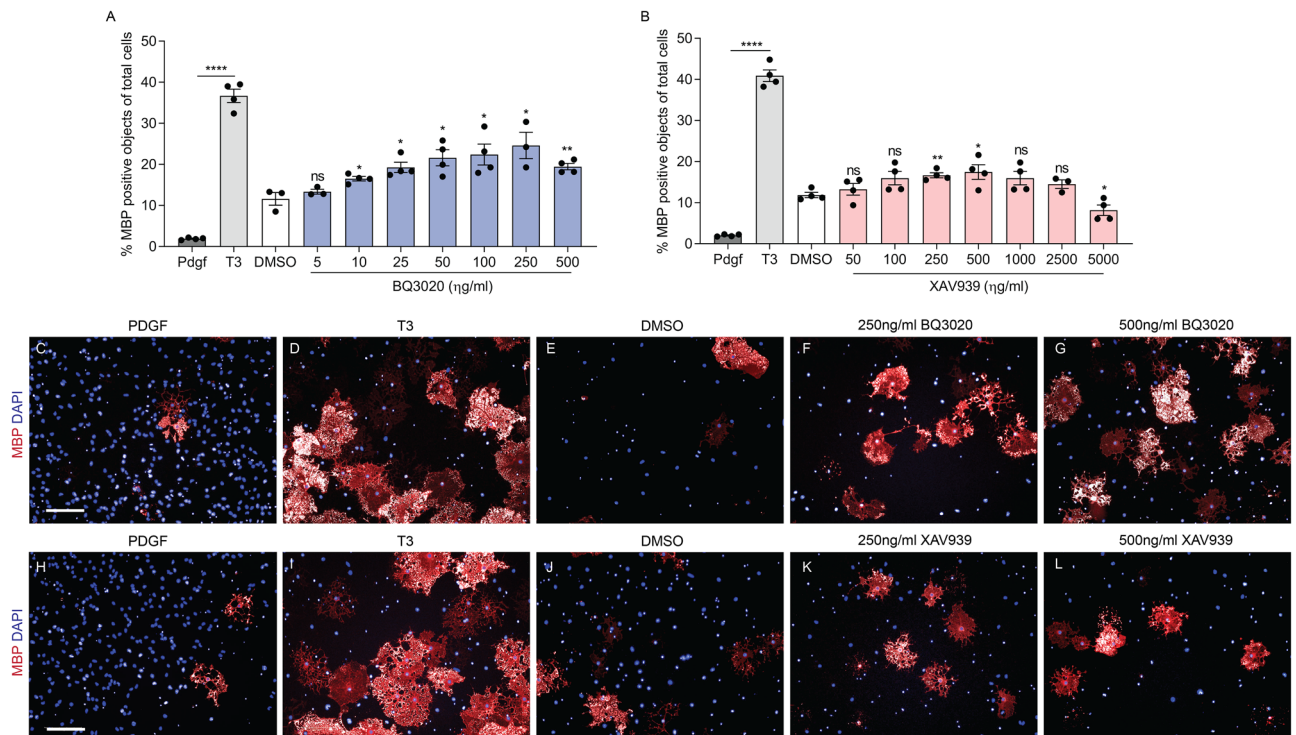 A
% MBP positive objects of total cells
50
40
30
20
10
0
****
ns
*
*
*
*
*
**
Pdgf T3 DMSO 5 10 25 50 100 250 500
BQ3020 (ηg/ml)
B
% MBP positive objects of total cells
50
40
30
20
10
0
****
ns
ns
**
*
ns
ns
*
Pdgf T3 DMSO 50 100 250 500 1000 2500 5000
XAV939 (ηg/ml)
PDGF T3 DMSO 250ng/ml BQ3020 500ng/ml BQ3020
MBP DAPI
C D E F G
PDGF T3 DMSO 250ng/ml XAV939 500ng/ml XAV939
MBP DAPI
H I J K L